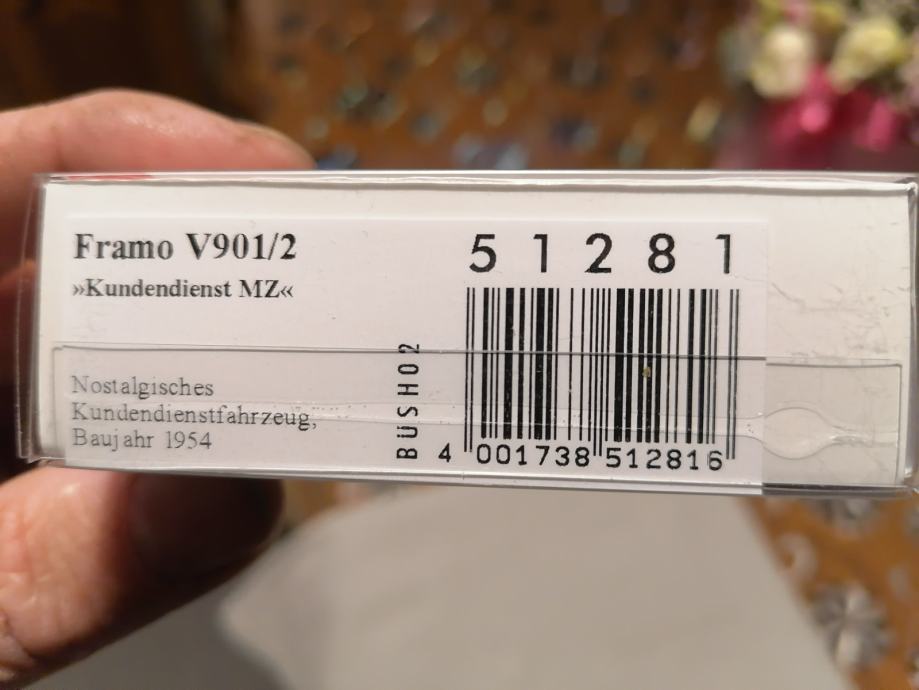 Framo V901/2
»Kundendienst MZ«
Nostalgisches
Kundendienstfahrzeug,
Baujahr 1954
BUSH02
51281
4 001738 512816